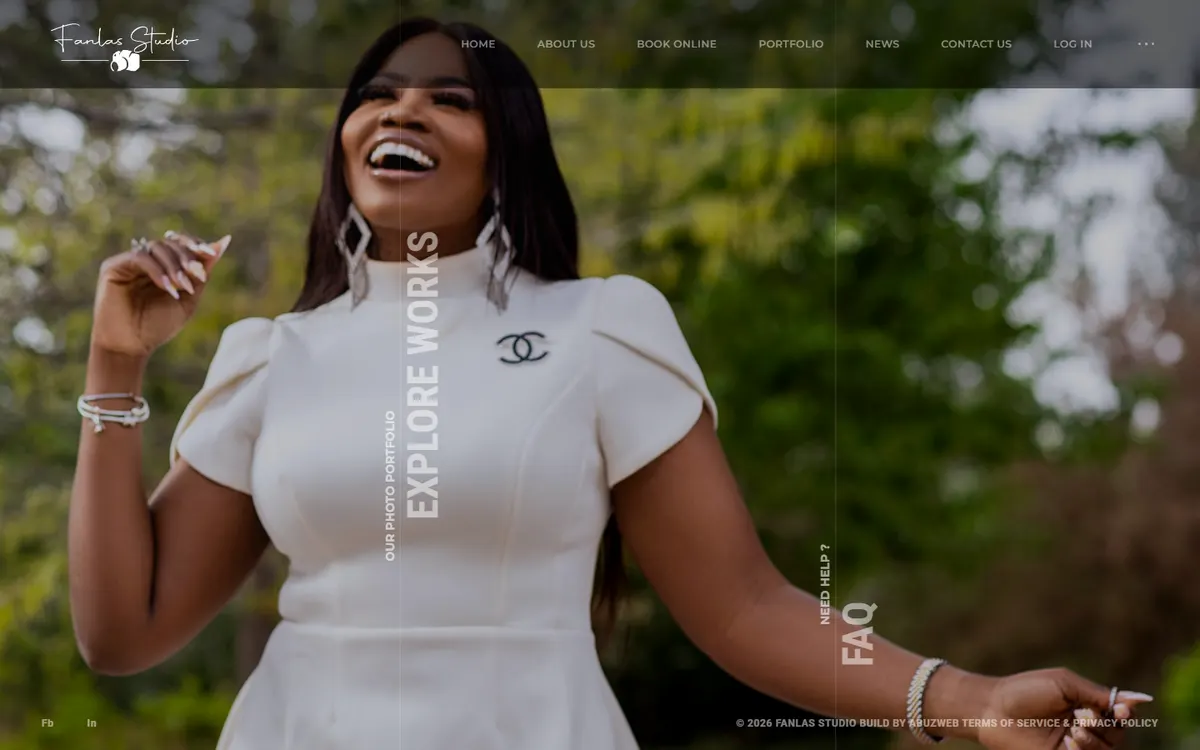 Fanlas Studio
HOME
ABOUT US
BOOK ONLINE
PORTFOLIO
NEWS
CONTACT US
LOG IN
OUR PHOTO PORTFOLIO
EXPLORE WORKS
NEED HELP ?
FAQ
Fb
In
© 2026 FANLAS STUDIO BUILD BY ABUZWEB TERMS OF SERVICE & PRIVACY POLICY